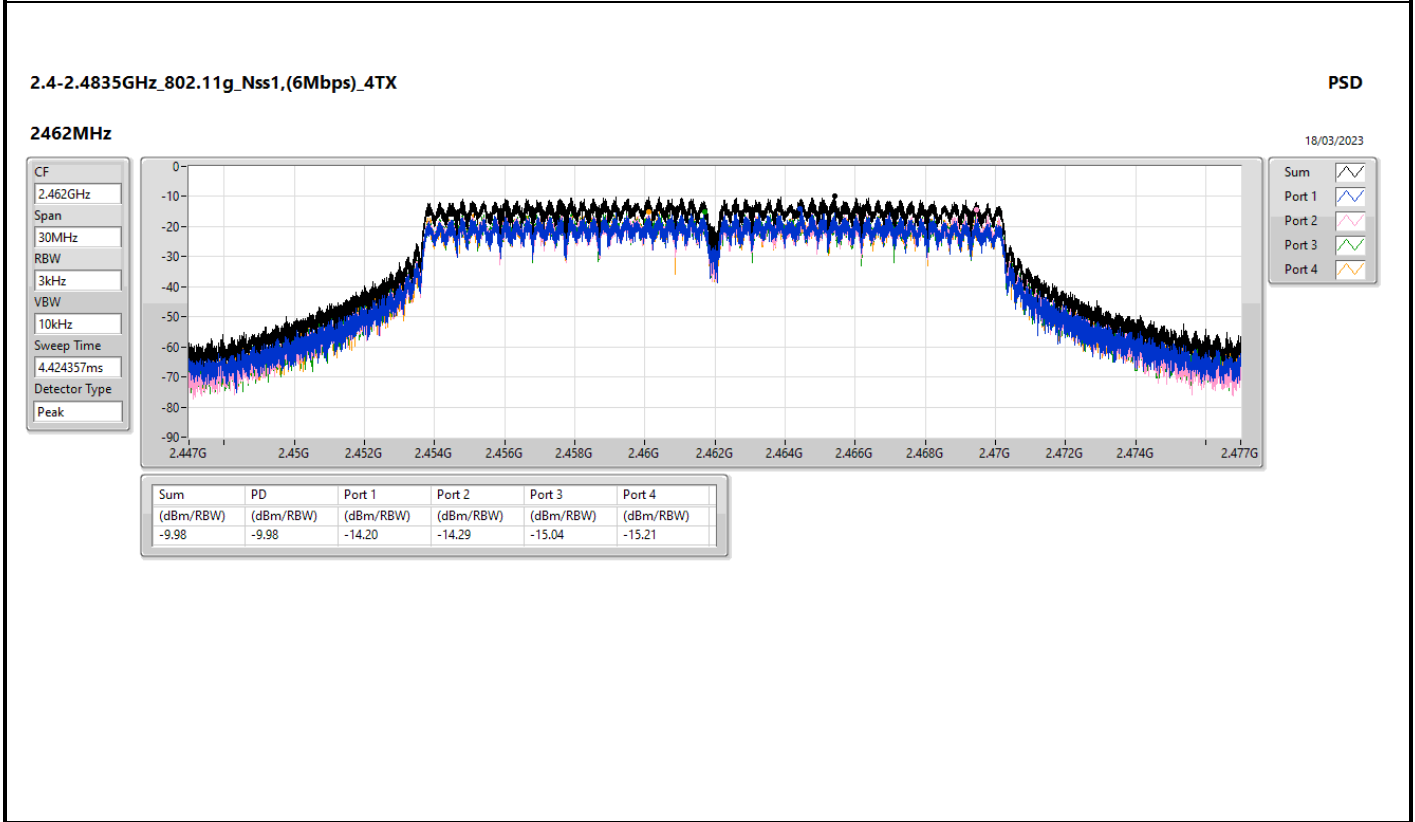 2.4-2.4835GHz_802.11g_Nss1,(6Mbps)_4TX
PSD
2462MHz
18/03/2023
CF
2.462GHz
Span
30MHz
RBW
3kHz
VBW
10kHz
Sweep Time
4.424357ms
Detector Type
Peak
0-
-10-
-20-
-30-
-40-
-50-
-60-
-70-
-80-
-90-
2.447G 2.45G 2.452G 2.454G 2.456G 2.458G 2.46G 2.462G 2.464G 2.466G 2.468G 2.47G 2.472G 2.474G 2.477G
Sum
Port 1
Port 2
Port 3
Port 4
Sum PD Port 1 Port 2 Port 3 Port 4
(dBm/RBW) (dBm/RBW) (dBm/RBW) (dBm/RBW) (dBm/RBW) (dBm/RBW)
-9.98 -9.98 -14.20 -14.29 -15.04 -15.21